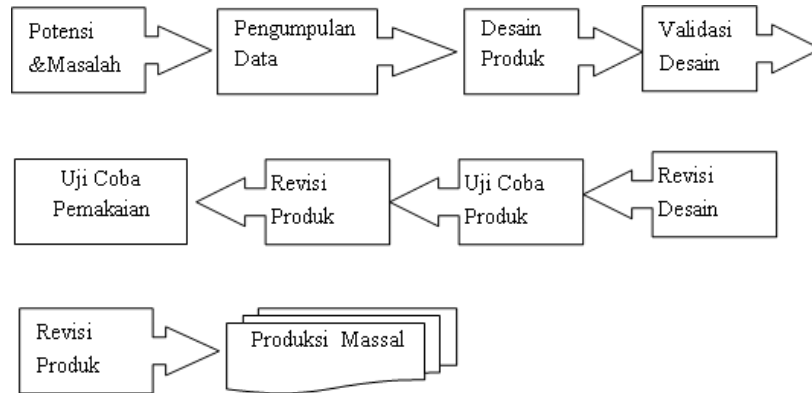 Potensi
&Masalah
Pengumpulan
Data
Desain
Produk
Validasi
Desain
Uji Coba
Pemakaian
Revisi
Produk
Uji Coba
Produk
Revisi
Desain
Revisi
Produk
Produksi Massal